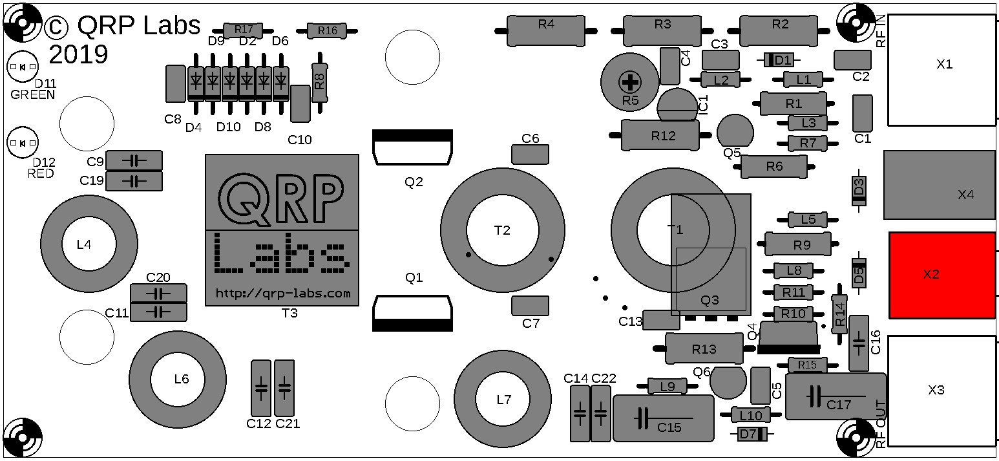 © QRP Labs
2019
R17
R16
D9
D2
D6
R4
R3
R2
RF IN
X1
D11
GREEN
C8
D4
D10
D8
R8
C10
R5
C4
C3
D1
C2
L2
L1
IC1
R1
L3
C1
R12
Q5
R7
R6
D12
RED
C9
C19
Q2
C6
D3
X4
QRP
Labs
http://qrp-labs.com
T3
L4
T2
T1
L5
R9
L8
D5
X2
C20
C11
Q1
C7
Q3
R11
R10
R14
C13
Q4
C16
R13
R15
L6
C12
C21
L7
C14
C22
Q6
L9
C5
C15
L10
D7
C17
RF OUT
X3